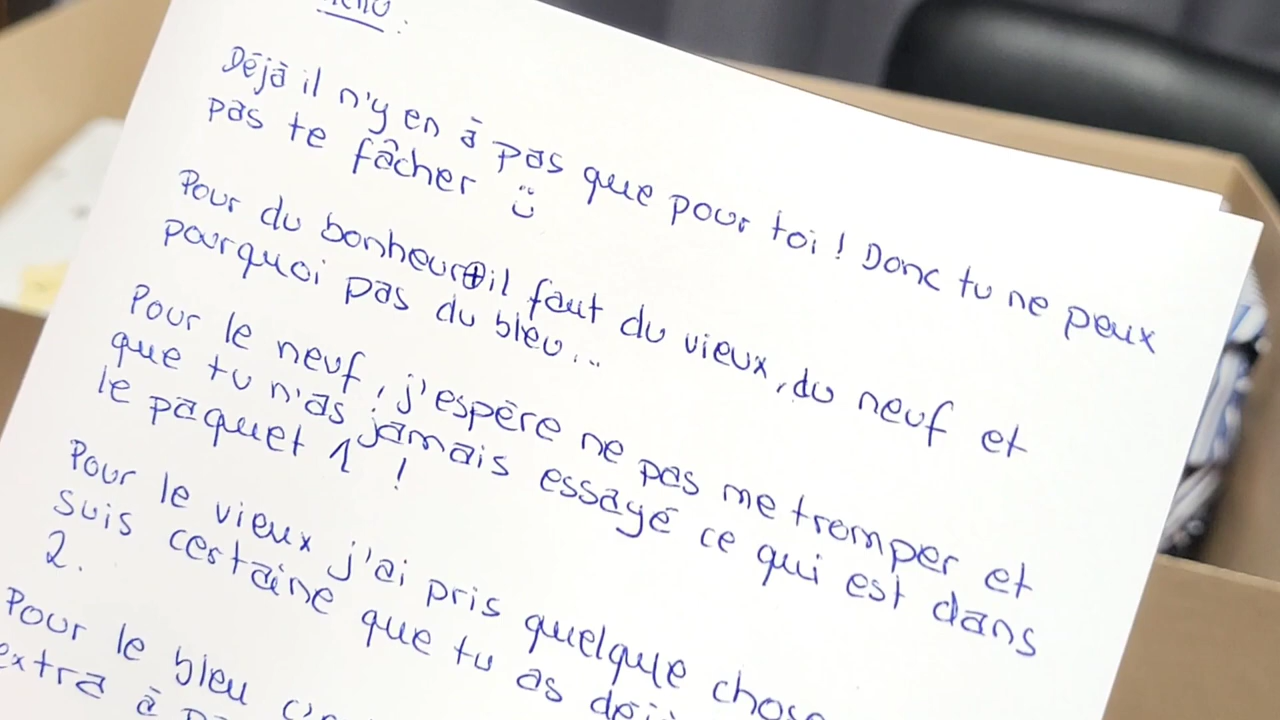 Déjà il n'y en à pas que pour toi ! Donc tu ne peux
pas te fâcher
Pour du bonheur il faut du vieux, du neuf et
pourquoi pas du bleu...
Pour le neuf, j'espère ne pas me tromper et
que tu n'as jamais essayé ce qui est dans
le paquet 1 !
Pour le vieux j'ai pris quelque chose
suis certaine que tu as déjà
2.
Pour le bleu
extra à